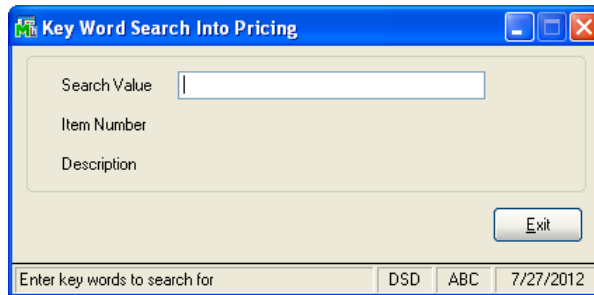 Key Word Search Into Pricing
Search Value
Item Number
Description
Exit
Enter key words to search for DSD ABC 7/27/2012